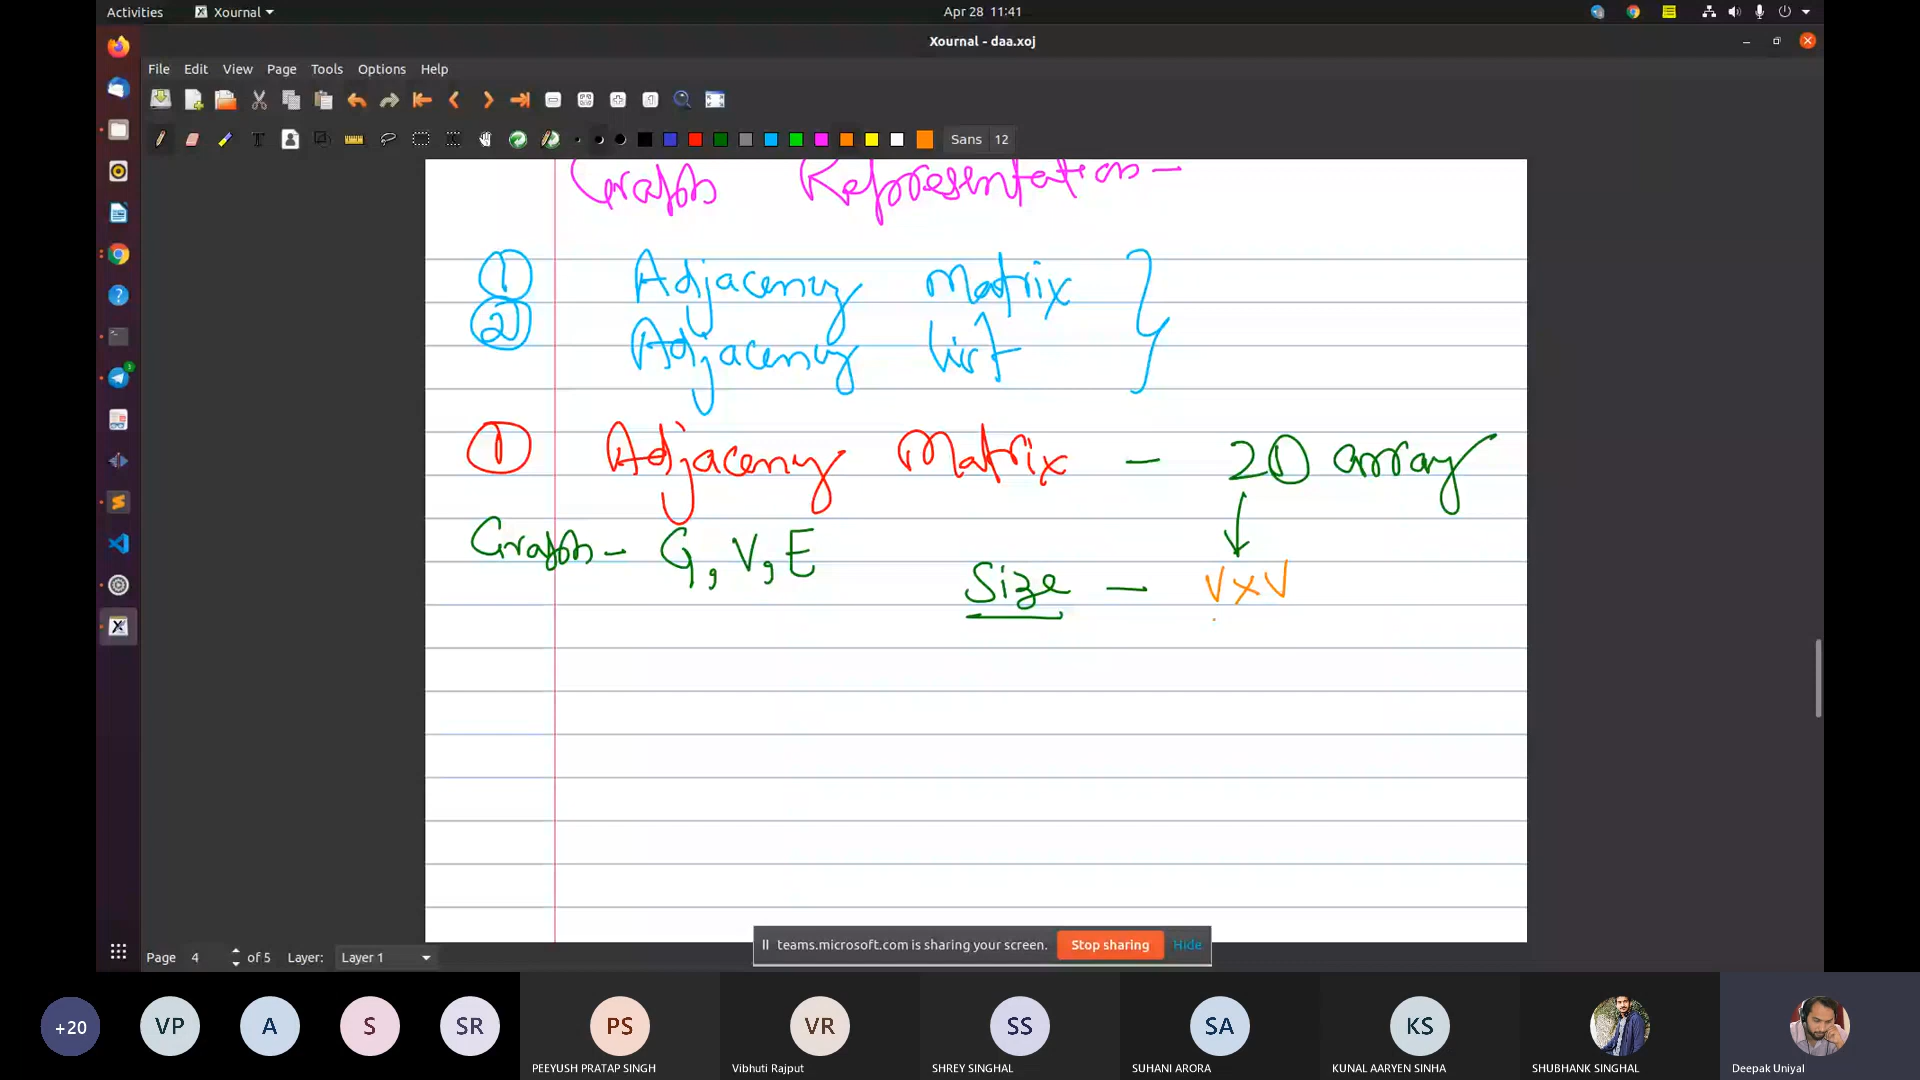 Activities Xournal Apr 28 11:41
Xournal - daa.xoj
File Edit View Page Tools Options Help
Sans 12
Graph Representation -
① Adjacency Matrix
② Adjacency List
① Adjacency Matrix - 2D array
Graph - G, V, E
Size - V×V
teams.microsoft.com is sharing your screen. Stop sharing Hide
Page 4 of 5 Layer: Layer 1
+20 VP A S SR PS VR SS SA KS
PEEYUSH PRATAP SINGH Vibhuti Rajput SHREY SINGHAL SUHANI ARORA KUNAL AARYEN SINHA SHUBHANK SINGHAL Deepak Uniyal